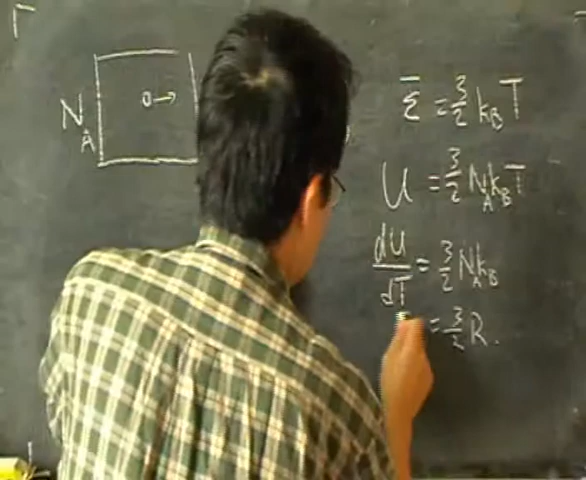 N_A
ε̄ = 3/2 k_B T
U = 3/2 N_A k_B T
dU/dT = 3/2 N_A k_B
= 3/2 R.